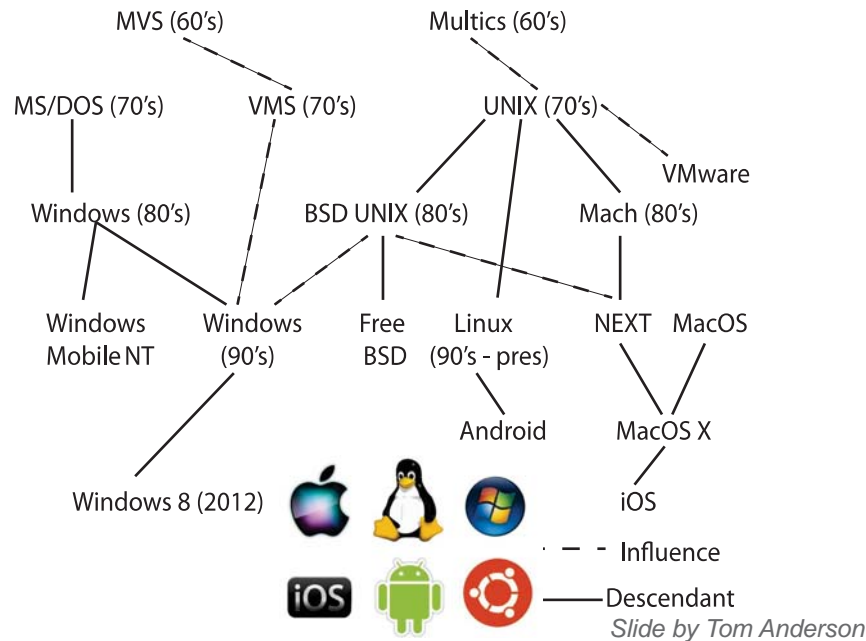 MVS (60's) Multics (60's)
MS/DOS (70's) VMS (70's) UNIX (70's)
VMware
Windows (80's) BSD UNIX (80's) Mach (80's)
Windows Windows Free Linux NEXT MacOS
Mobile NT (90's) BSD (90's - pres)
Android MacOS X
Windows 8 (2012) iOS
Influence
iOS
Descendant
Slide by Tom Anderson